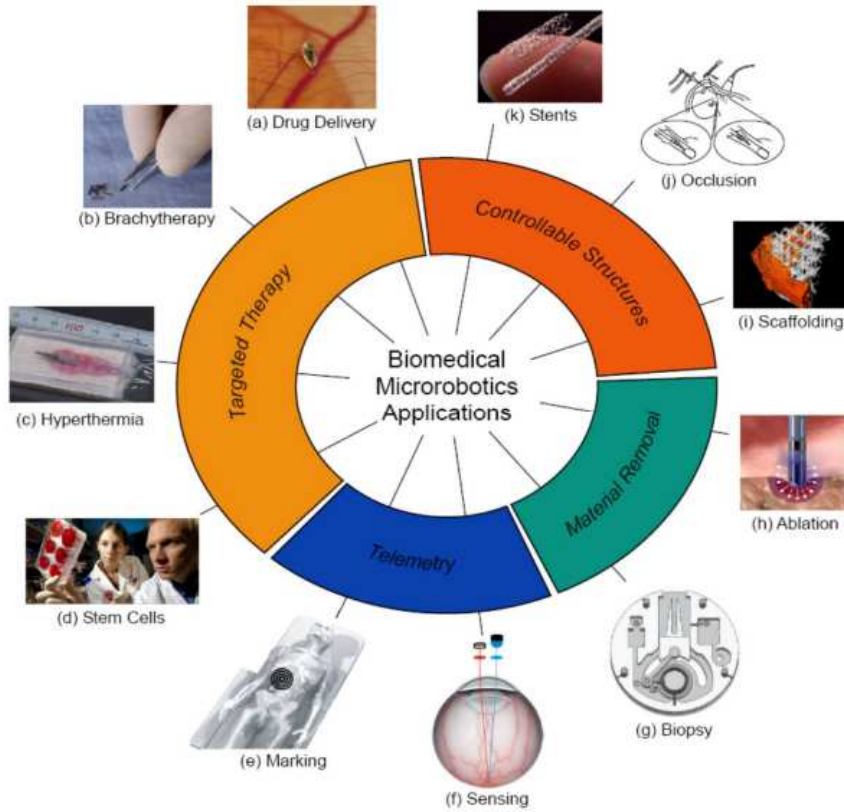 (a) Drug Delivery
(k) Stents
(b) Brachytherapy
(j) Occlusion
Controllable Structures
Targeted Therapy
(i) Scaffolding
Biomedical
Microrobotics
Applications
(c) Hyperthermia
Material Removal
(h) Ablation
Telemetry
(d) Stem Cells
(g) Biopsy
(e) Marking
(f) Sensing